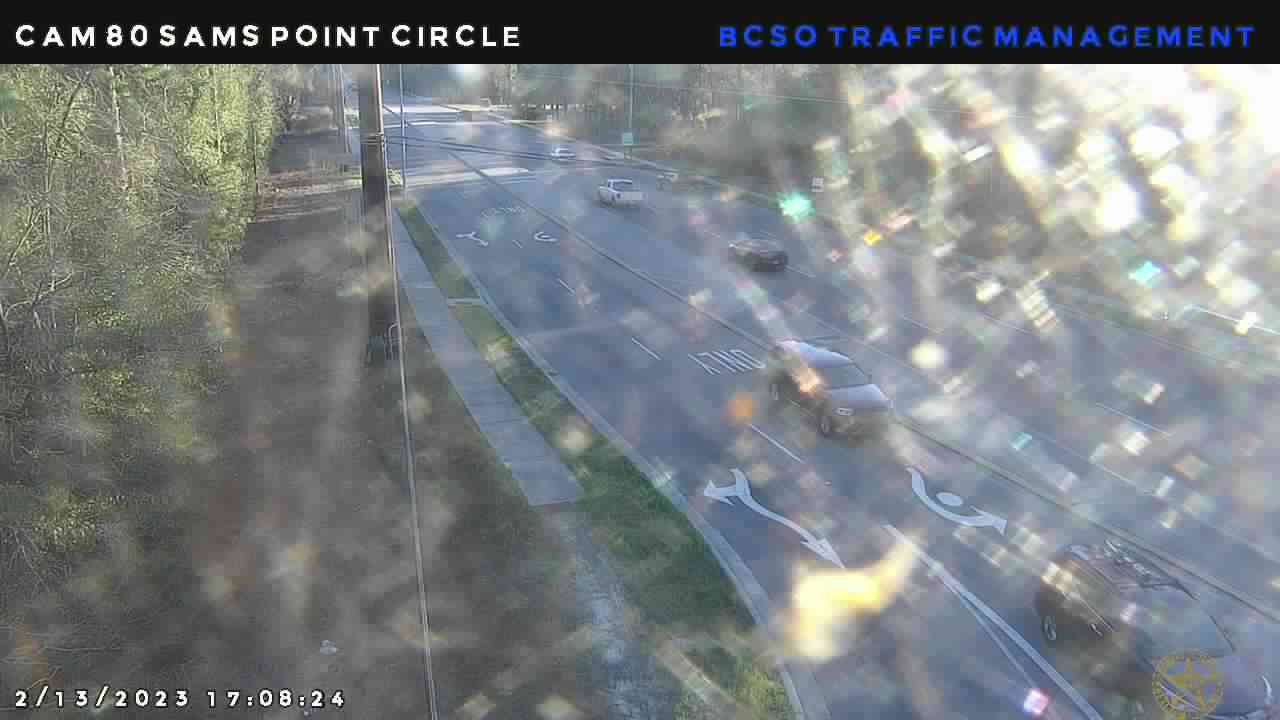 CAM 80 SAMS POINT CIRCLE
BCSO TRAFFIC MANAGEMENT
ONLY
2/13/2023 17:08:24